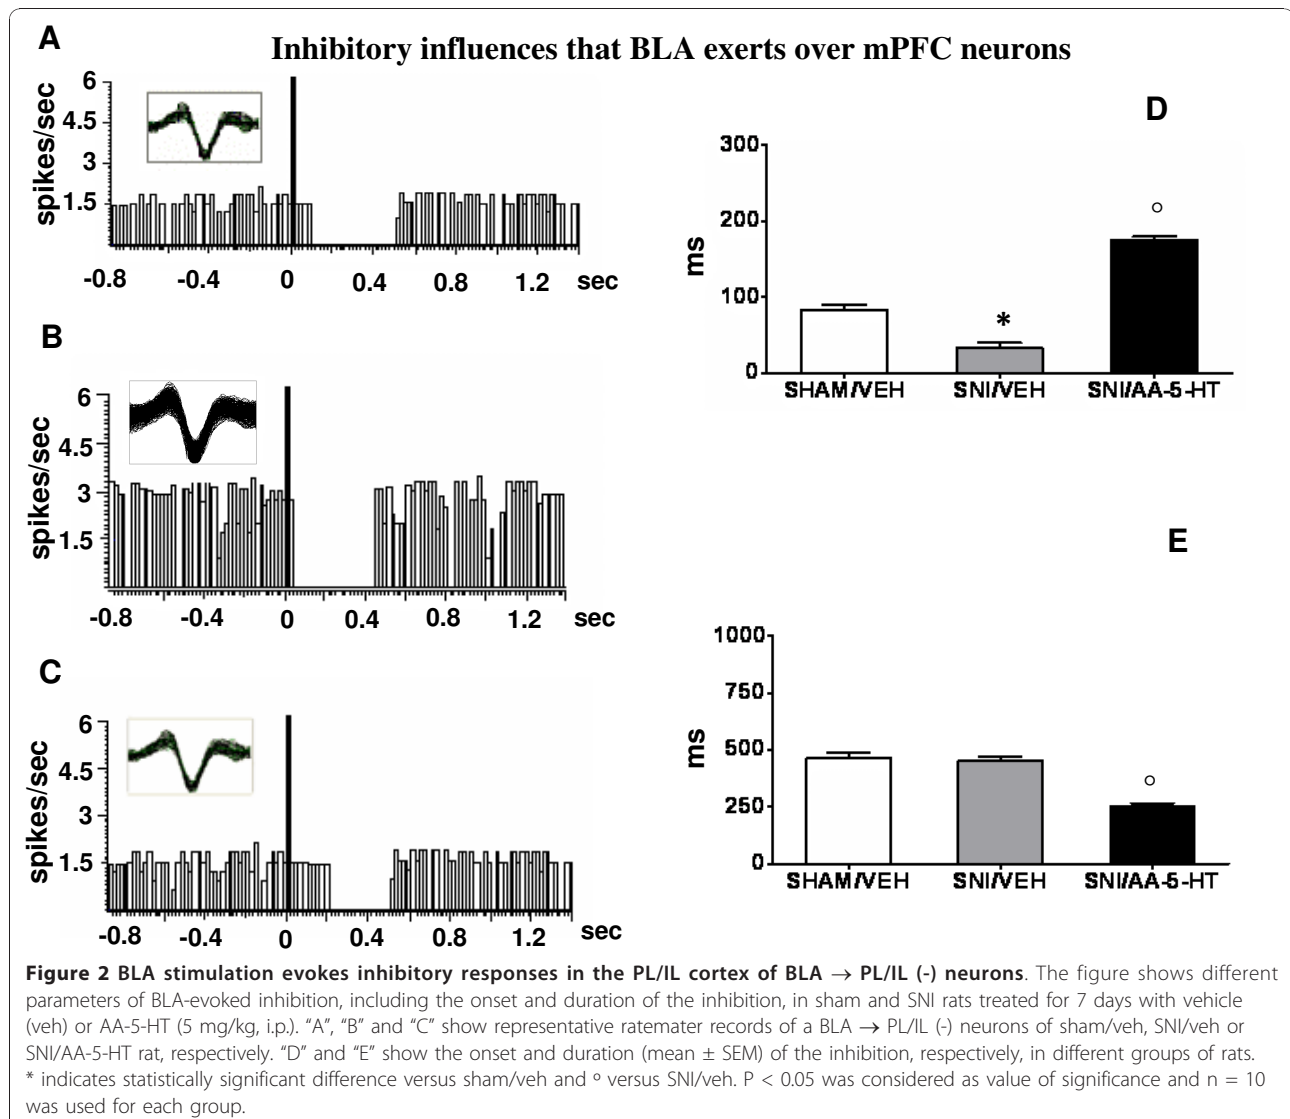 A
Inhibitory influences that BLA exerts over mPFC neurons
spikes/sec
6
4.5
3
1.5
-0.8 -0.4 0 0.4 0.8 1.2 sec
B
spikes/sec
6
4.5
3
1.5
-0.8 -0.4 0 0.4 0.8 1.2 sec
C
spikes/sec
6
4.5
3
1.5
-0.8 -0.4 0 0.4 0.8 1.2 sec
D
ms
300
200
100
0
*
°
SHAM/VEH SNI/VEH SNI/AA-5-HT
E
ms
1000
750
500
250
0
°
SHAM/VEH SNI/VEH SNI/AA-5-HT
Figure 2 BLA stimulation evokes inhibitory responses in the PL/IL cortex of BLA → PL/IL (-) neurons. The figure shows different
parameters of BLA-evoked inhibition, including the onset and duration of the inhibition, in sham and SNI rats treated for 7 days with vehicle
(veh) or AA-5-HT (5 mg/kg, i.p.). "A", "B" and "C" show representative ratemater records of a BLA → PL/IL (-) neurons of sham/veh, SNI/veh or
SNI/AA-5-HT rat, respectively. "D" and "E" show the onset and duration (mean ± SEM) of the inhibition, respectively, in different groups of rats.
* indicates statistically significant difference versus sham/veh and ° versus SNI/veh. P < 0.05 was considered as value of significance and n = 10
was used for each group.